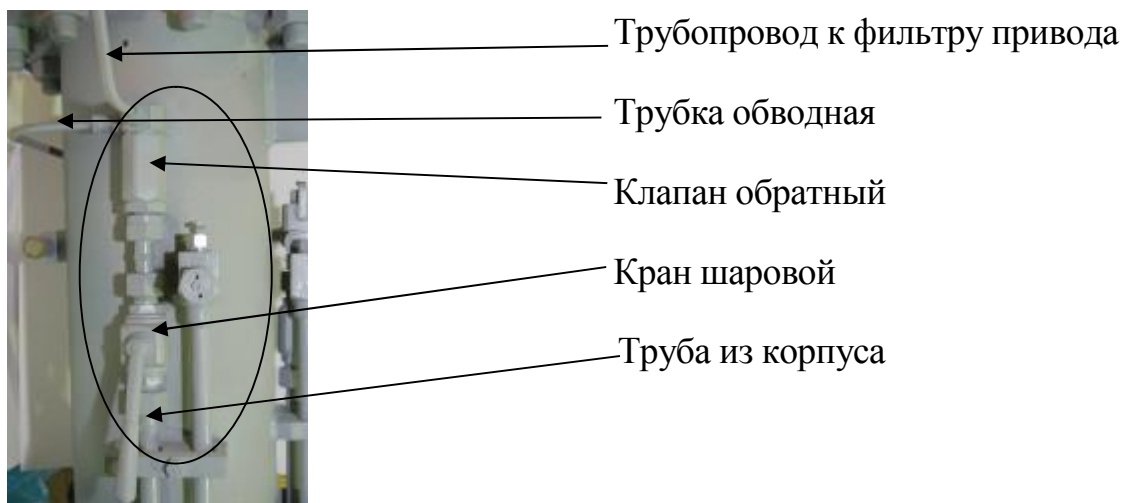 Трубопровод к фильтру привода
Трубка обводная
Клапан обратный
Кран шаровой
Труба из корпуса